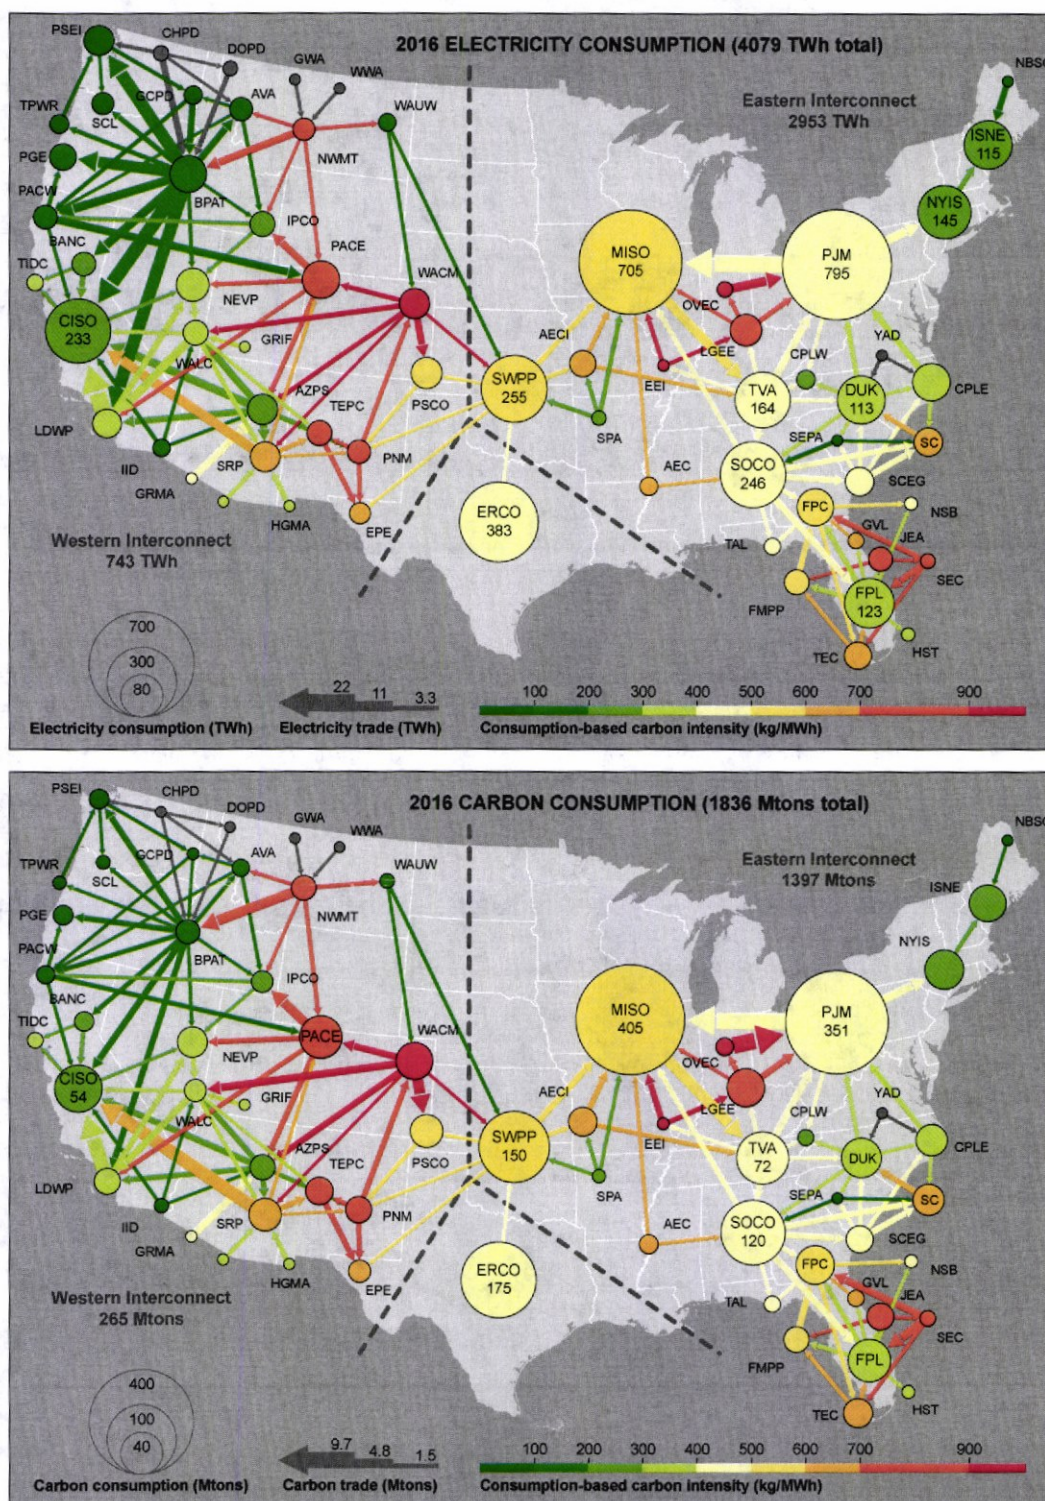 2016 ELECTRICITY CONSUMPTION (4079 TWh total)
PSEI
CHPD
DOPD
GWA
WWA
NBSO
TPWR
SCL
GCPD
AVA
WAUW
Eastern Interconnect
2953 TWh
ISNE
115
PGE
NWMT
PACW
BPAT
NYIS
145
BANC
IPCO
PACE
MISO
705
PJM
795
TIDC
NEVP
WACM
OVEC
CISO
233
GRIF
AECI
LGEE
YAD
WALC
SWPP
255
EEI
CPLW
CPLE
AZPS
TEPC
PSCO
TVA
164
DUK
113
LDWP
SPA
SEPA
SC
IID
SRP
PNM
AEC
SOCO
246
SCEG
GRMA
HGMA
EPE
ERCO
383
FPC
NSB
GVL
JEA
Western Interconnect
743 TWh
TAL
SEC
FMPP
FPL
123
HST
TEC
700
300
80
22
11
3.3
100 200 300 400 500 600 700 800 900
Electricity consumption (TWh)
Electricity trade (TWh)
Consumption-based carbon intensity (kg/MWh)
2016 CARBON CONSUMPTION (1836 Mtons total)
PSEI
CHPD
DOPD
GWA
WWA
NBSO
TPWR
SCL
GCPD
AVA
WAUW
Eastern Interconnect
1397 Mtons
ISNE
PGE
NWMT
PACW
BPAT
NYIS
BANC
IPCO
PACE
MISO
405
PJM
351
TIDC
NEVP
WACM
OVEC
CISO
54
GRIF
AECI
LGEE
YAD
WALC
SWPP
150
EEI
CPLW
CPLE
AZPS
TEPC
PSCO
TVA
72
DUK
LDWP
SPA
SEPA
SC
IID
SRP
PNM
AEC
SOCO
120
SCEG
GRMA
HGMA
EPE
ERCO
175
FPC
NSB
GVL
JEA
Western Interconnect
265 Mtons
TAL
SEC
FMPP
FPL
HST
TEC
400
100
40
9.7
4.8
1.5
100 200 300 400 500 600 700 800 900
Carbon consumption (Mtons)
Carbon trade (Mtons)
Consumption-based carbon intensity (kg/MWh)